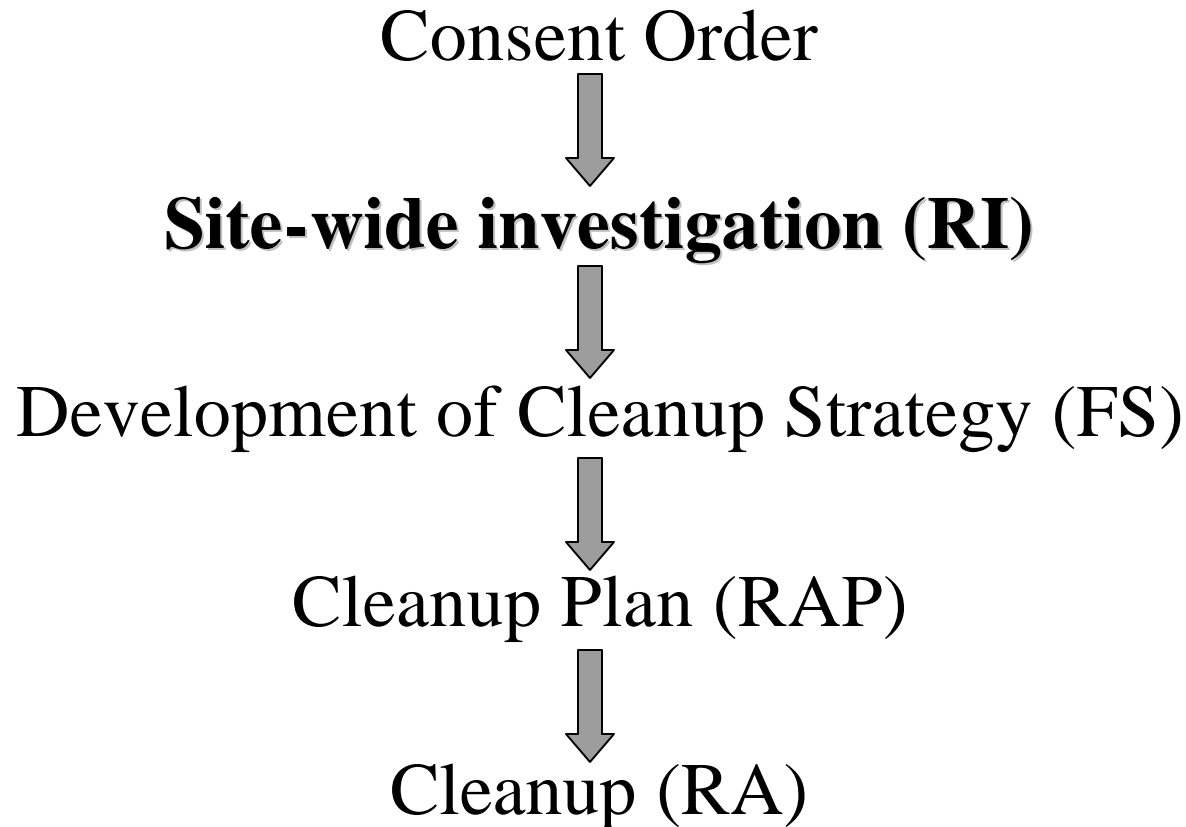 Consent Order
Site-wide investigation (RI)
Development of Cleanup Strategy (FS)
Cleanup Plan (RAP)
Cleanup (RA)